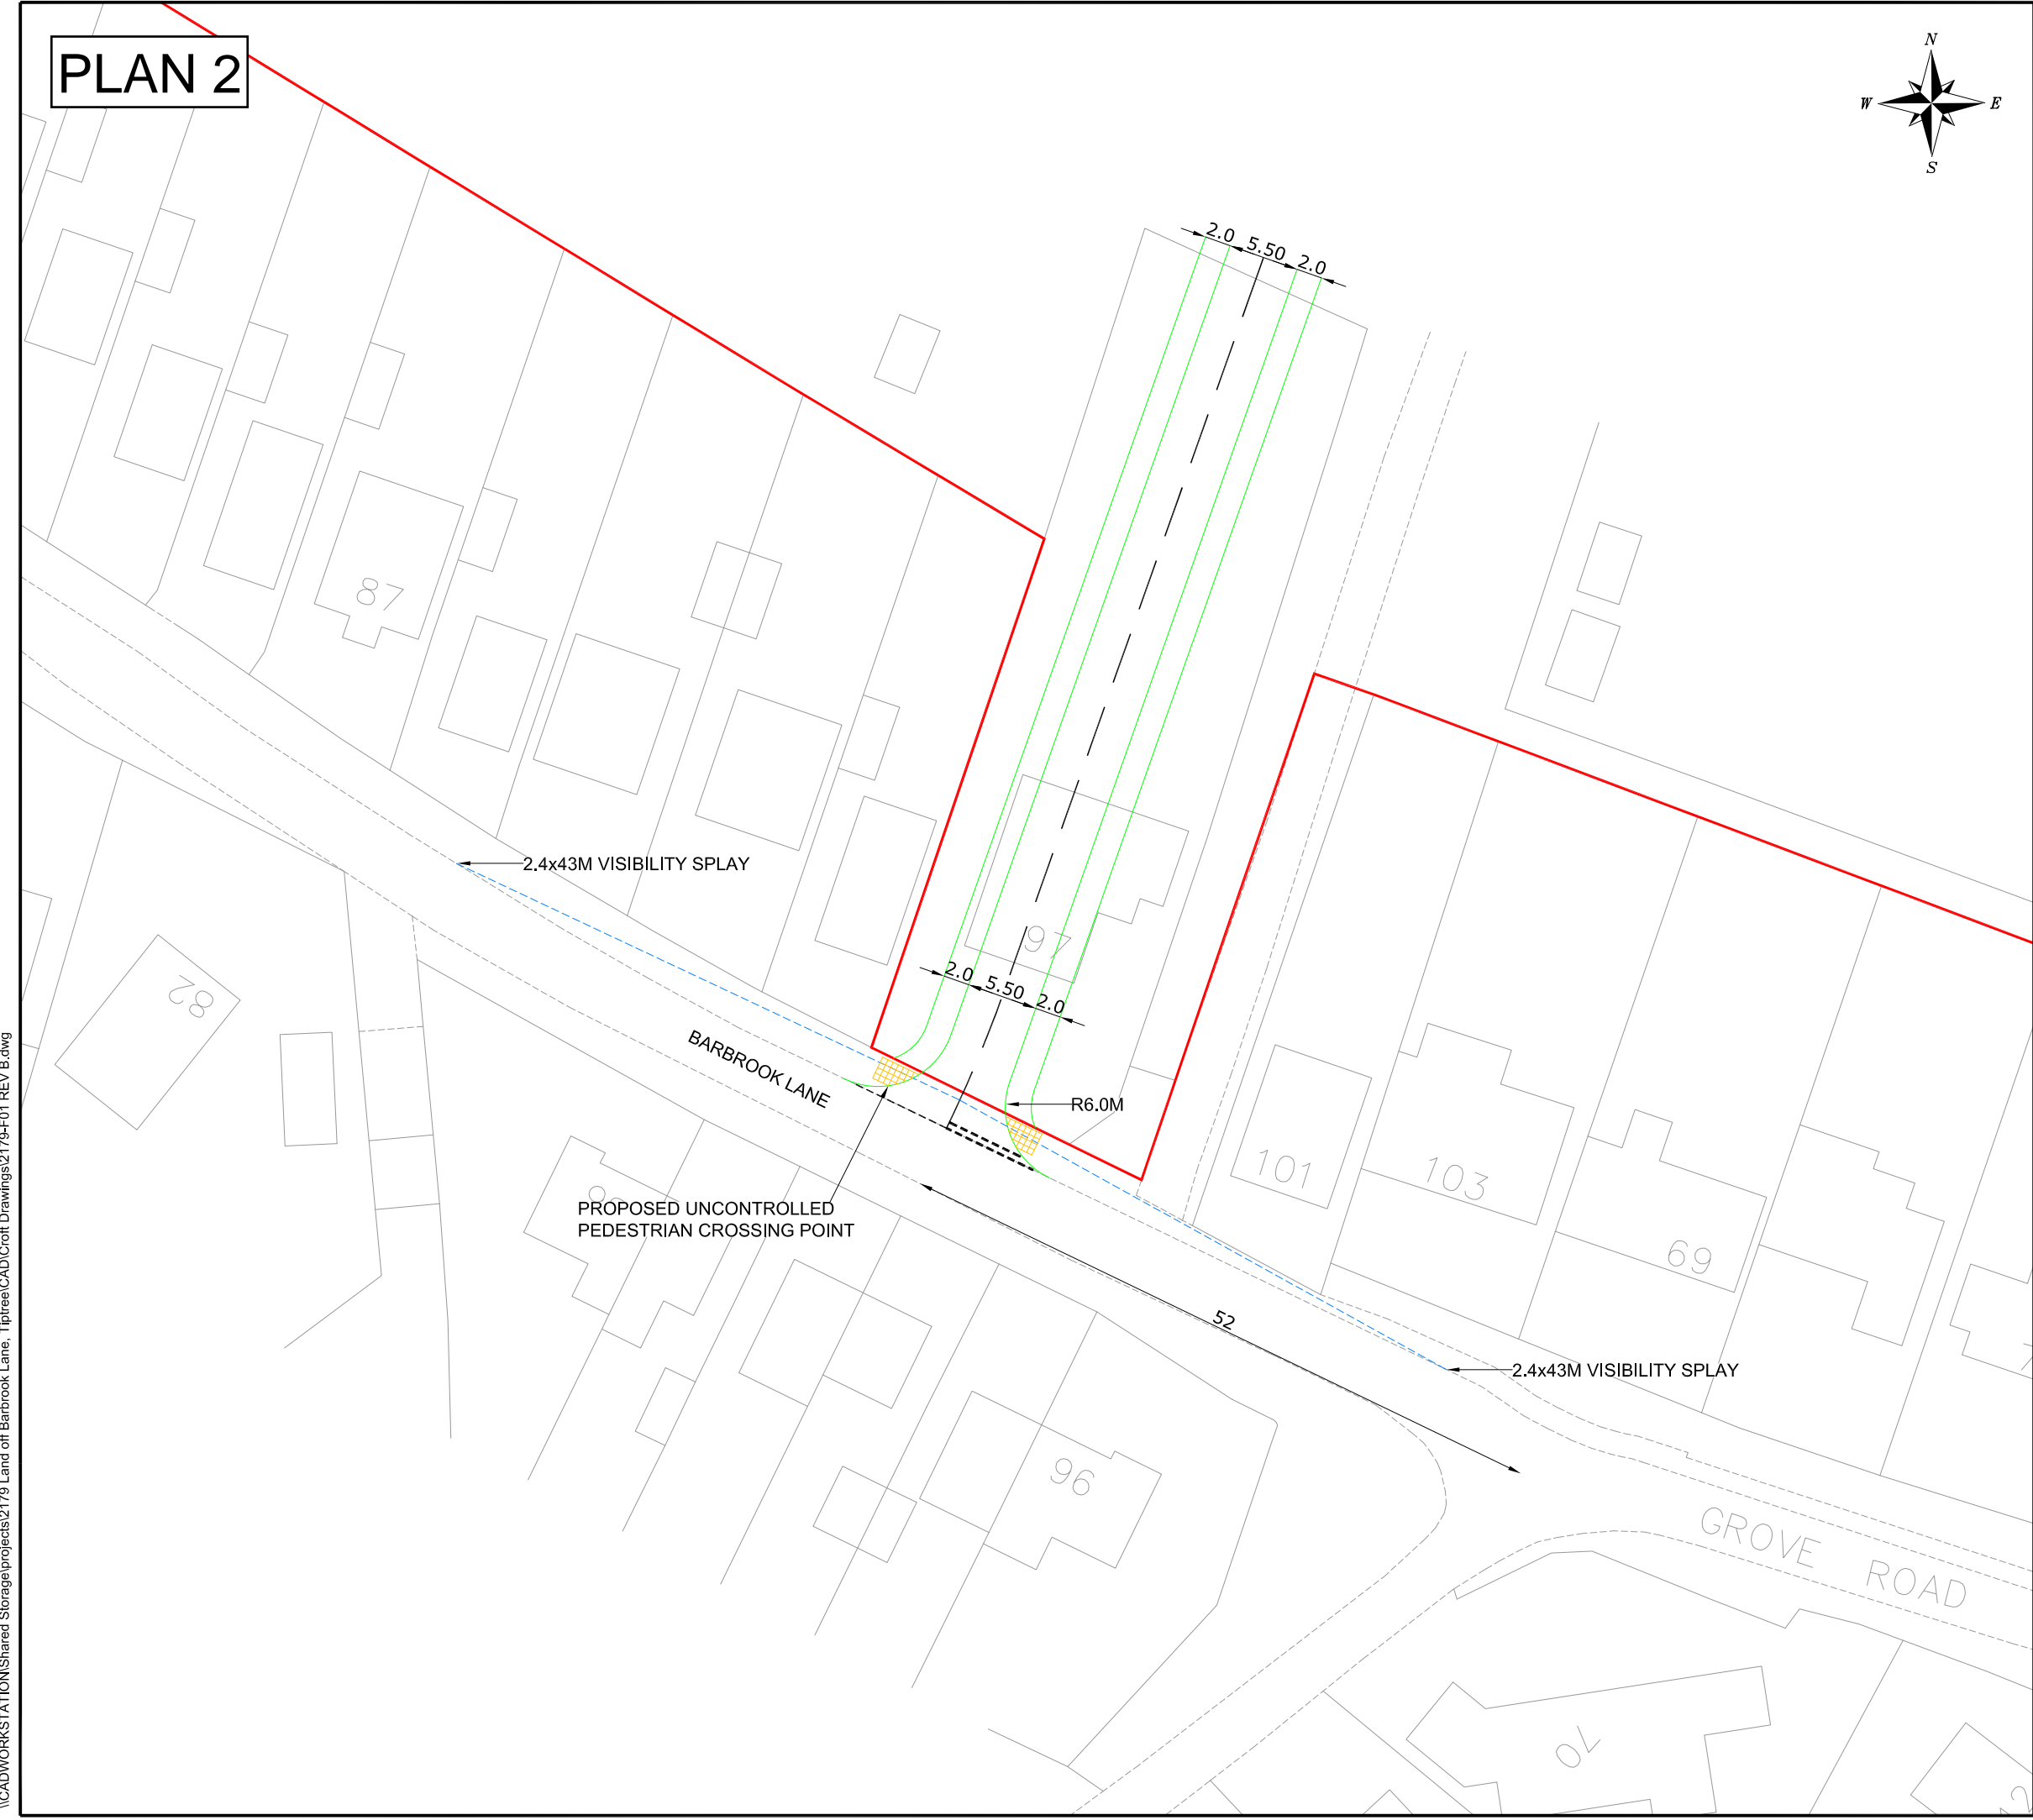 PLAN 2
N
W E
S
2.0 5.50 2.0
87
2.4x43M VISIBILITY SPLAY
97
2.0 5.50 2.0
82
BARBROOK LANE
R6.0M
101
103
69
PROPOSED UNCONTROLLED
PEDESTRIAN CROSSING POINT
52
2.4x43M VISIBILITY SPLAY
96
GROVE ROAD
70
\\CADWORKSTATION\Shared Storage\projects\2179 Land off Barbrook Lane, Tiptree\CAD\Croft Drawings\2179-F01 REV B.dwg